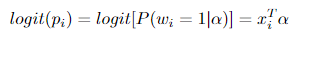 logit(p_i) = logit[P(w_i = 1|α)] = x_i^T α